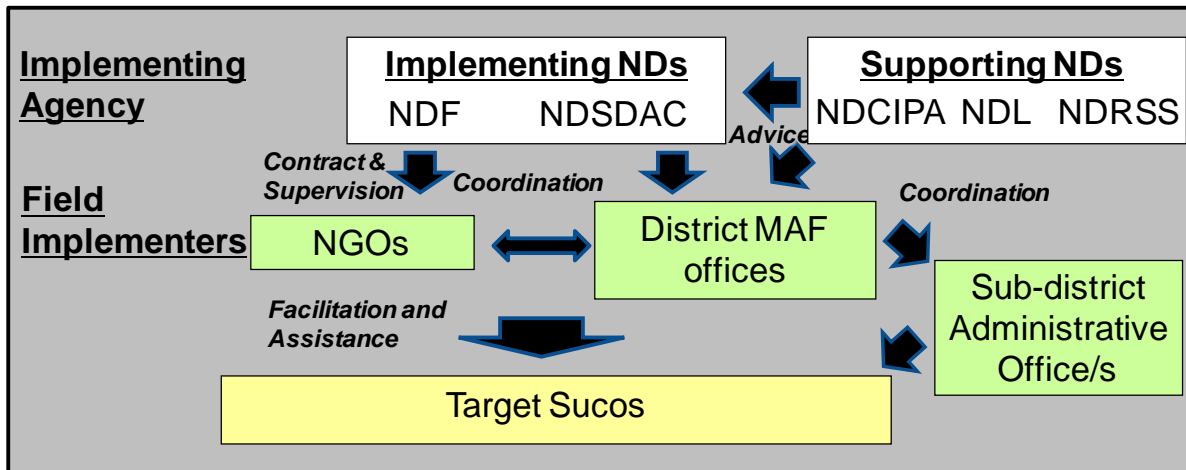 Implementing
Agency
Implementing NDs
NDF NDSDAC
Supporting NDs
NDCIPA NDL NDRSS
Advice
Contract &
Supervision
Coordination
Coordination
Field
Implementers
NGOs
District MAF
offices
Sub-district
Administrative
Office/s
Facilitation and
Assistance
Target Sucos